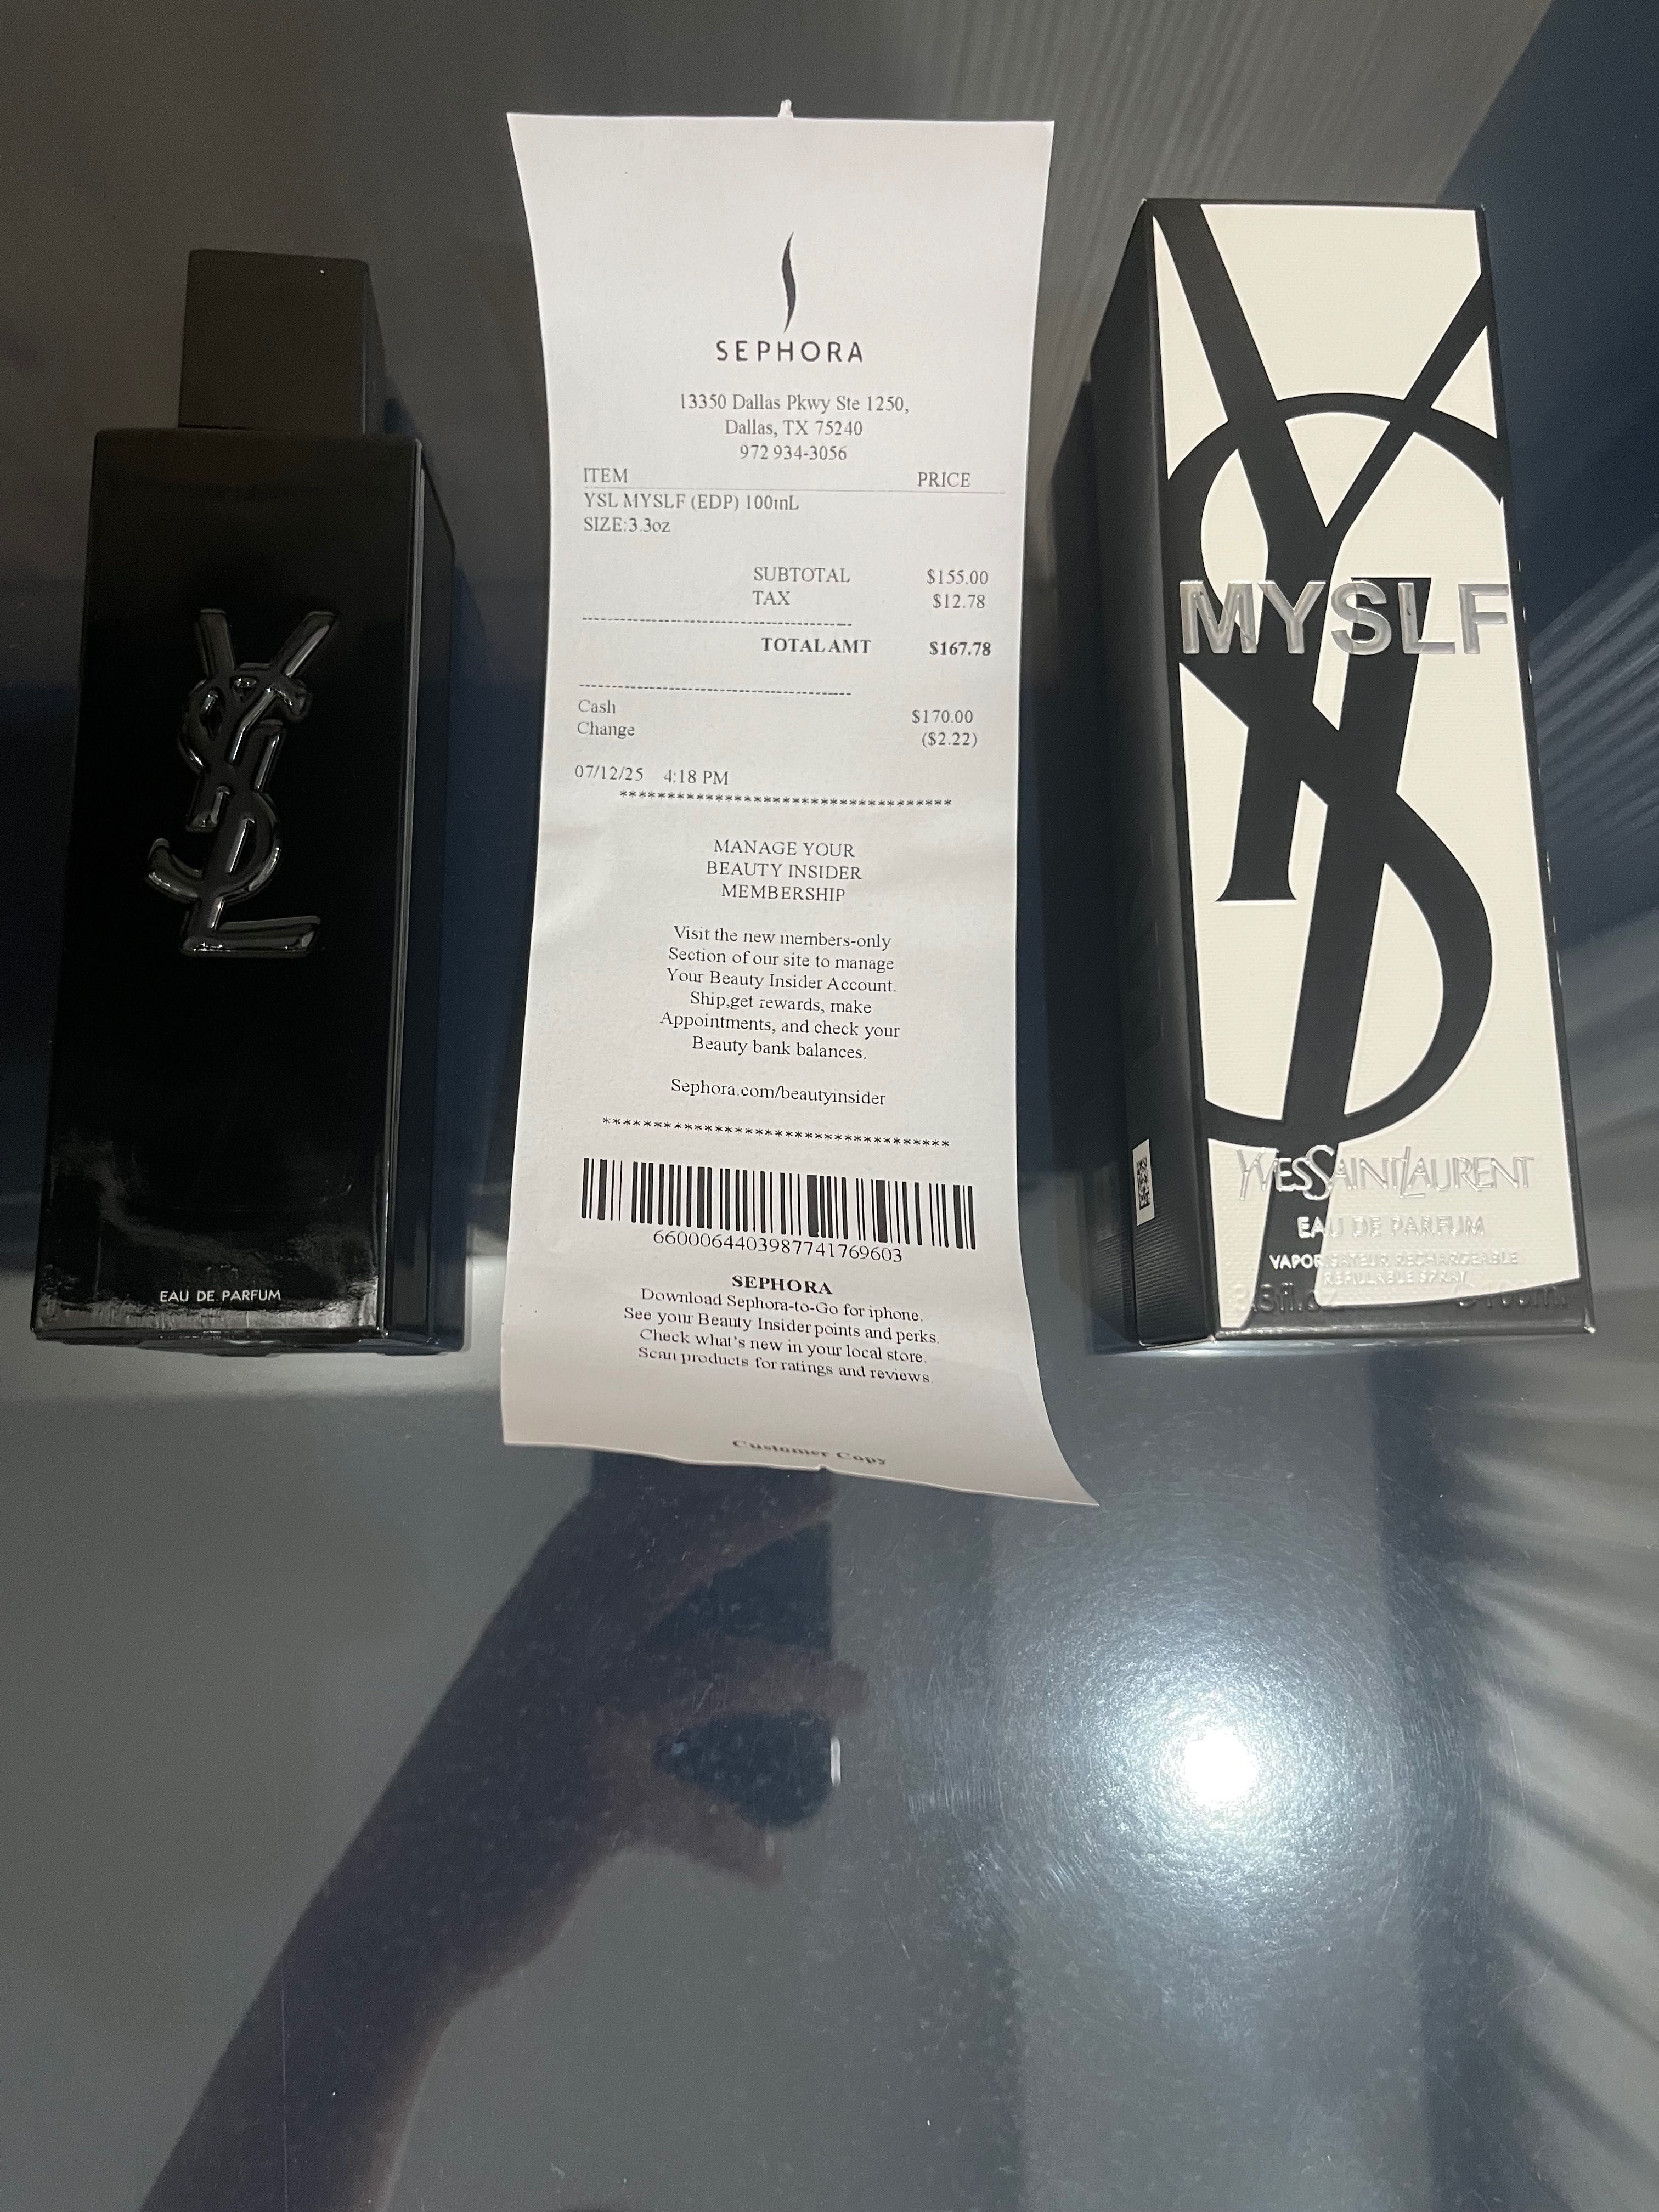 YSL
EAU DE PARFUM
SEPHORA
13350 Dallas Pkwy Ste 1250,
Dallas, TX 75240
972 934-3056
ITEM PRICE
YSL MYSLF (EDP) 100mL
SIZE:3.3oz
SUBTOTAL $155.00
TAX $12.78
---
TOTAL AMT $167.78
---
Cash $170.00
Change ($2.22)
07/12/25 4:18 PM
**********************************
MANAGE YOUR
BEAUTY INSIDER
MEMBERSHIP
Visit the new members-only
Section of our site to manage
Your Beauty Insider Account.
Ship,get rewards, make
Appointments, and check your
Beauty bank balances.
Sephora.com/beautyinsider
**********************************
6600064403987741769603
SEPHORA
Download Sephora-to-Go for iphone.
See your Beauty Insider points and perks.
Check what's new in your local store.
Scan products for ratings and reviews.
Customer Copy
YSL
MYSLF
YVESSAINTLAURENT
EAU DE PARFUM
VAPORISATEUR RECHARGEABLE
REFILLABLE SPRAY
3.3fl.oz